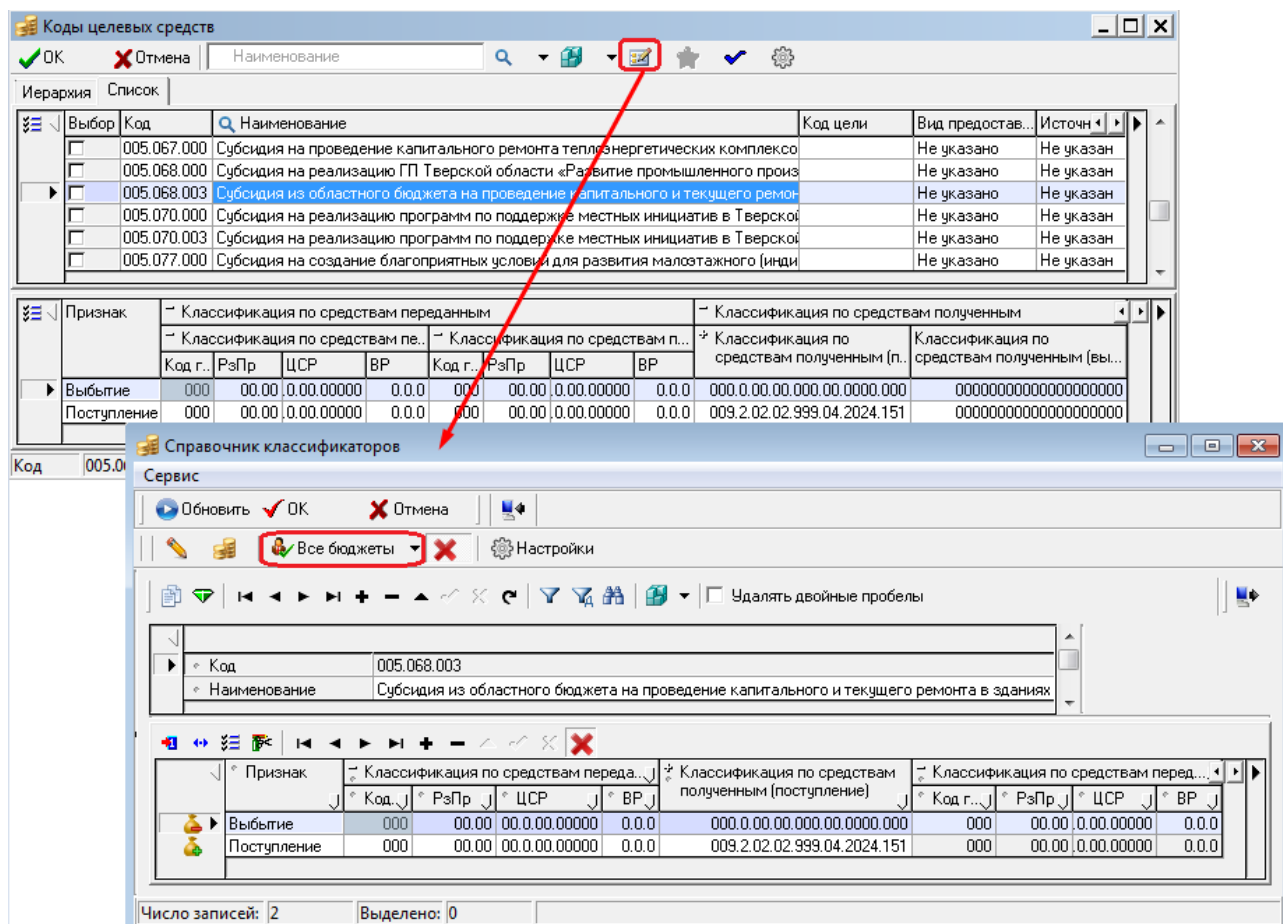 Коды целевых средств
OK Отмена Наименование
Иерархия Список
Выбор Код Наименование Код цели Вид предостав... Источн
005.067.000 Субсидия на проведение капитального ремонта теплоэнергетических комплексо Не указано Не указан
005.068.000 Субсидия на реализацию ГП Тверской области «Развитие промышленного произ Не указано Не указан
005.068.003 Субсидия из областного бюджета на проведение капитального и текущего ремон Не указано Не указан
005.070.000 Субсидия на реализацию программ по поддержке местных инициатив в Тверской Не указано Не указан
005.070.003 Субсидия на реализацию программ по поддержке местных инициатив в Тверской Не указано Не указан
005.077.000 Субсидия на создание благоприятных условий для развития малоэтажного (инди Не указано Не указан
Признак Классификация по средствам переданным Классификация по средствам полученным
Классификация по средствам пе... Классификация по средствам п... Классификация по средствам полученным (п... Классификация по средствам полученным (вы...
Код г... РзПр ЦСР ВР Код г... РзПр ЦСР ВР
Выбытие 000 00.00 .0.00.00000 0.0.0 000 00.00 .0.00.00000 0.0.0 000.0.00.00.000.00.0000.000 00000000000000000000
Поступление 000 00.00 .0.00.00000 0.0.0 000 00.00 .0.00.00000 0.0.0 009.2.02.02.999.04.2024.151 00000000000000000000
Код 005.0
Справочник классификаторов
Сервис
Обновить OK Отмена
Все бюджеты Настройки
Удалять двойные пробелы
Код 005.068.003
Наименование Субсидия из областного бюджета на проведение капитального и текущего ремонта в зданиях
Признак Классификация по средствам переда... Классификация по средствам полученным (поступление) Классификация по средствам перед...
Код... РзПр ЦСР ВР Код г... РзПр ЦСР ВР
Выбытие 000 00.00 00.0.00.00000 0.0.0 000.0.00.00.000.00.0000.000 000 00.00 .0.00.00000 0.0.0
Поступление 000 00.00 00.0.00.00000 0.0.0 009.2.02.02.999.04.2024.151 000 00.00 .0.00.00000 0.0.0
Число записей: 2 Выделено: 0